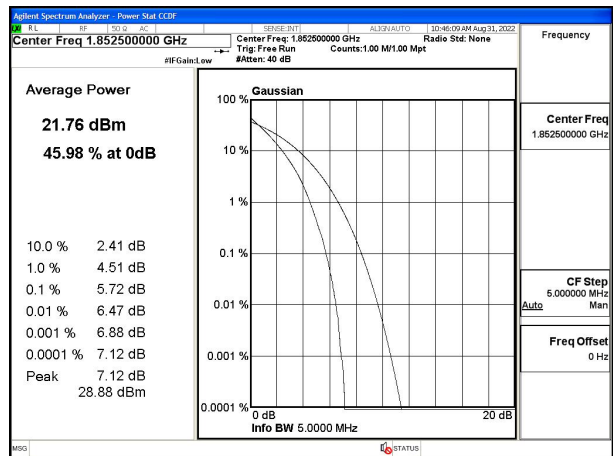 Agilent Spectrum Analyzer - Power Stat CCDF
RL RF 50 Ω AC SENSE:INT ALIGN AUTO 10:46:09 AM Aug 31, 2022
Center Freq 1.852500000 GHz
Center Freq: 1.852500000 GHz Radio Std: None
Trig: Free Run Counts:1.00 M/1.00 Mpt
#IFGain:Low #Atten: 40 dB
Frequency
Average Power
21.76 dBm
45.98 % at 0dB
10.0 % 2.41 dB
1.0 % 4.51 dB
0.1 % 5.72 dB
0.01 % 6.47 dB
0.001 % 6.88 dB
0.0001 % 7.12 dB
Peak 7.12 dB
28.88 dBm
Gaussian
100 %
10 %
1 %
0.1 %
0.01 %
0.001 %
0.0001 %
0 dB 20 dB
Info BW 5.0000 MHz
Center Freq
1.852500000 GHz
CF Step
5.000000 MHz
Auto Man
Freq Offset
0 Hz
MSG STATUS